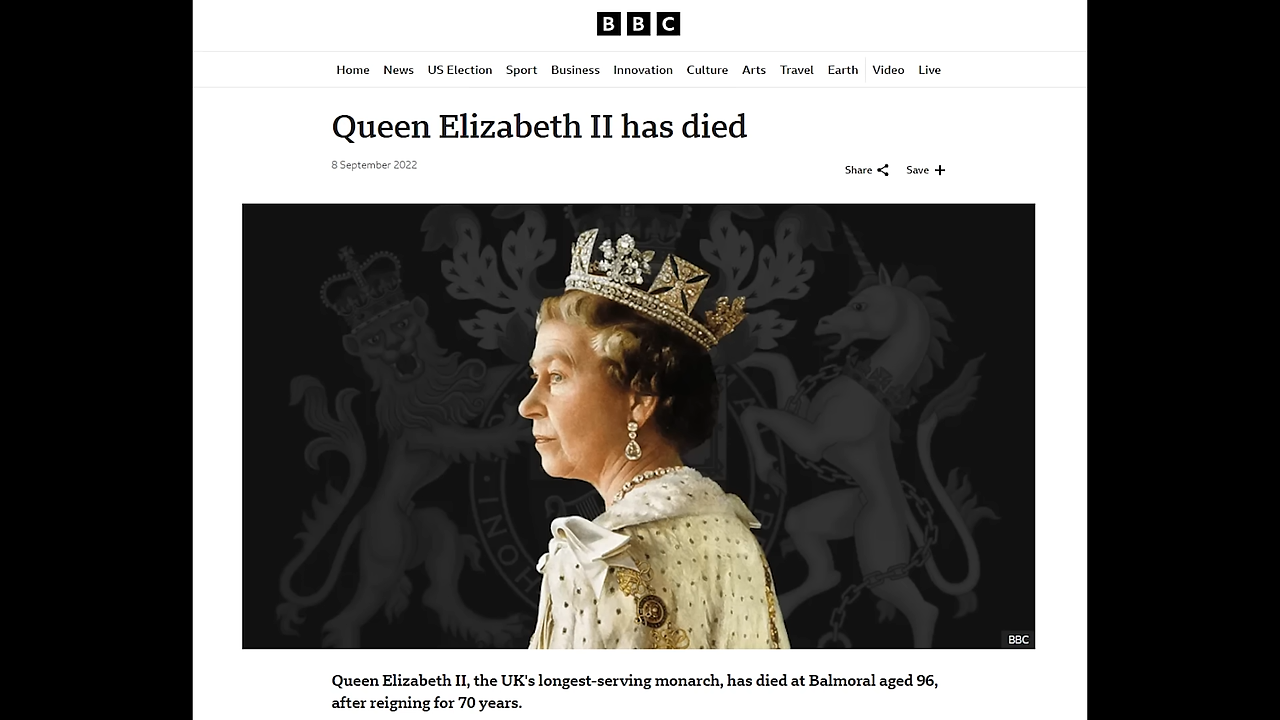 BBC
Home News US Election Sport Business Innovation Culture Arts Travel Earth Video Live
Queen Elizabeth II has died
8 September 2022
Share Save
INOH
BBC
Queen Elizabeth II, the UK's longest-serving monarch, has died at Balmoral aged 96,
after reigning for 70 years.